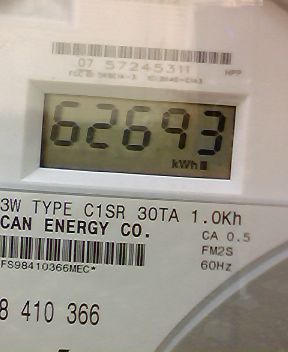 07 57245311 NPP
62693
kWh
3W TYPE C1SR 30TA 1.0Kh
CAN ENERGY CO.
CA 0.5
FM2S
60Hz
FS98410366MEC*
8 410 366